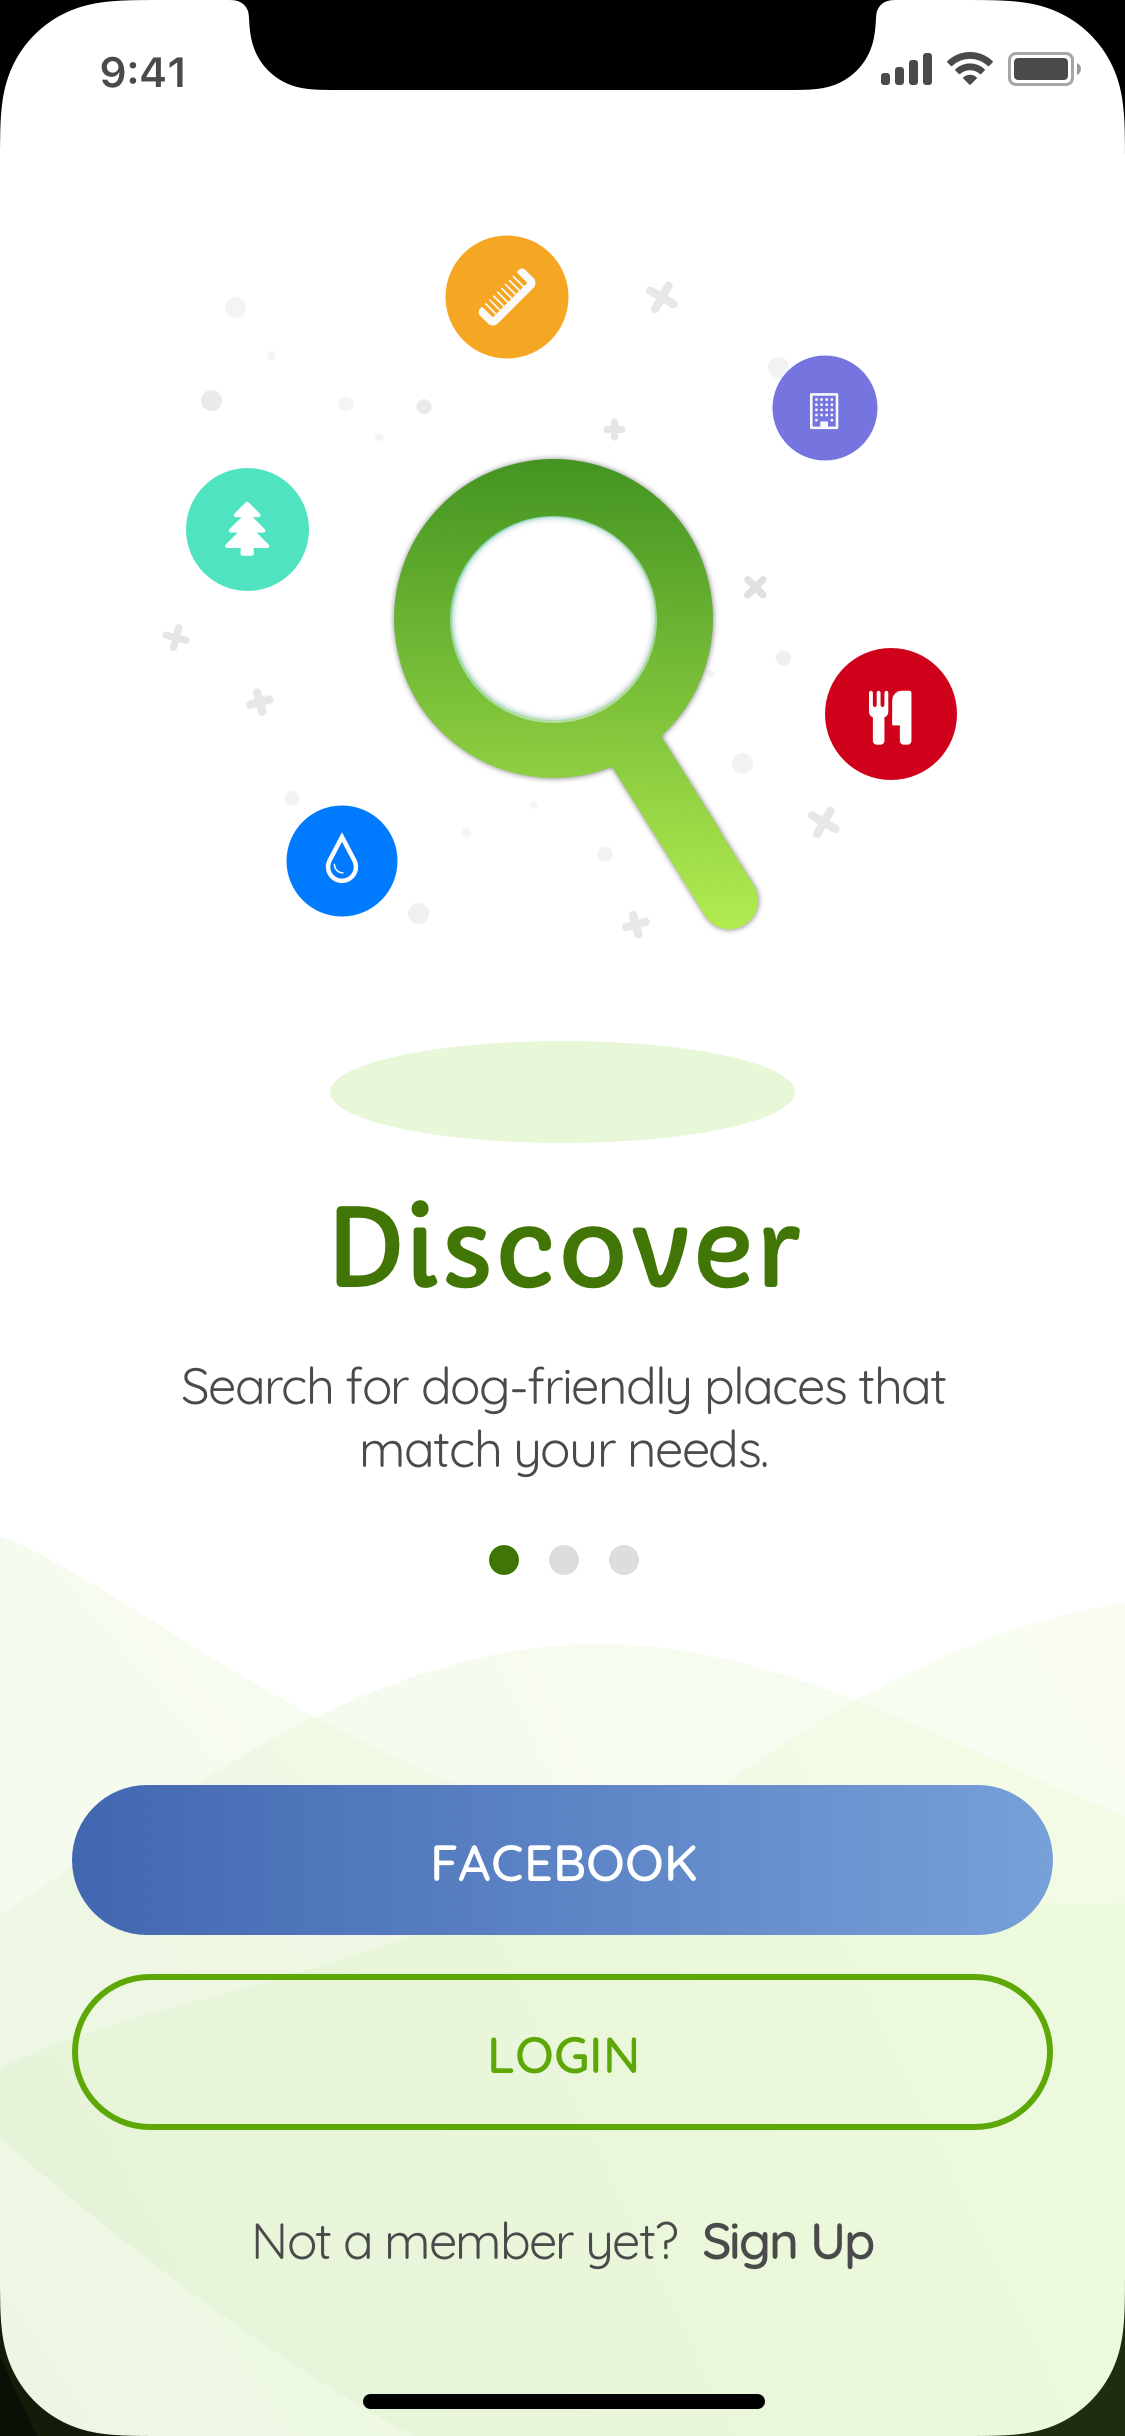 9:41
Discover
Search for dog-friendly places that
match your needs.
FACEBOOK
LOGIN
Not a member yet? Sign Up